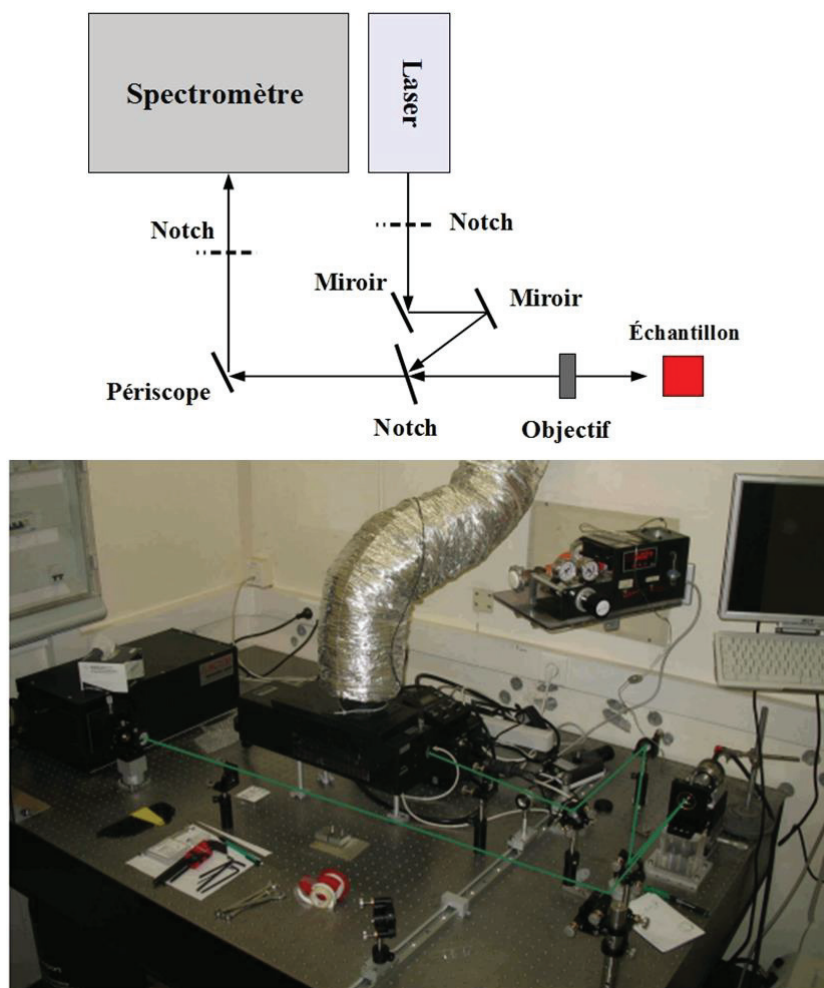 Spectromètre
Laser
Notch
Notch
Miroir
Miroir
Échantillon
Périscope
Notch
Objectif